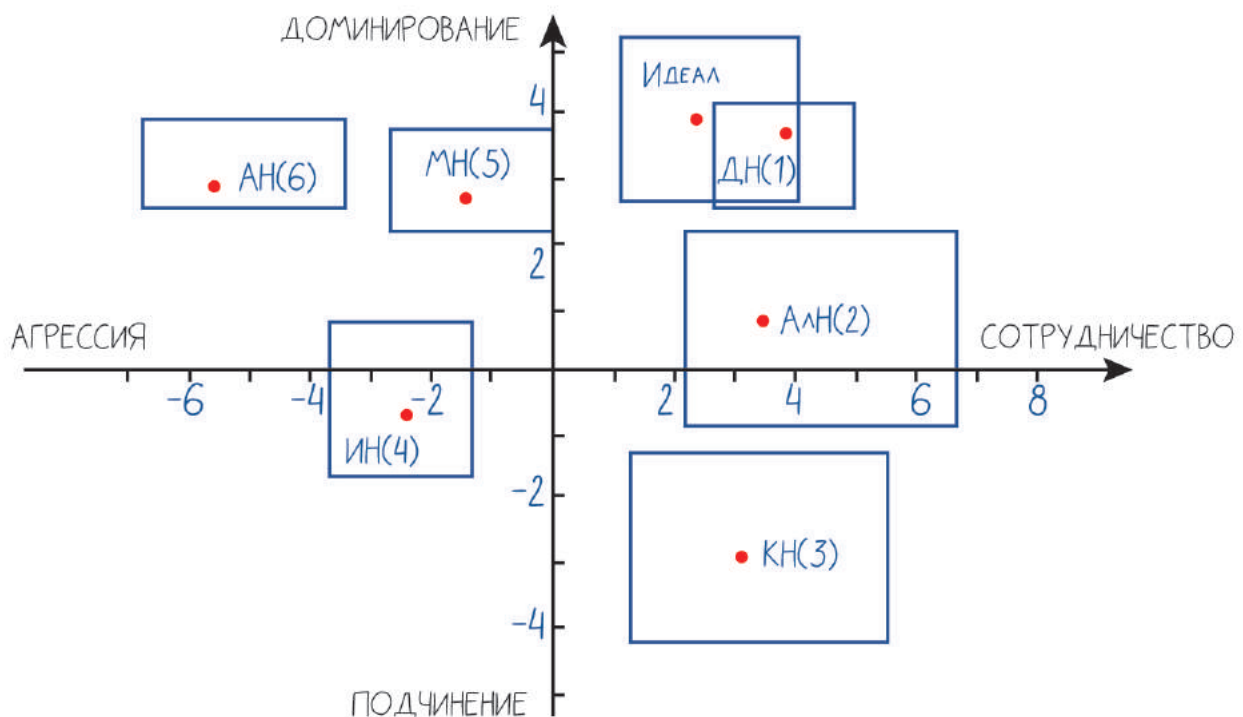 ДОМИНИРОВАНИЕ
Идеал
4
АН(6)
МН(5)
ДН(1)
2
АлН(2)
АГРЕССИЯ
СОТРУДНИЧЕСТВО
-6 -4 -2 2 4 6 8
ИН(4)
-2
КН(3)
-4
ПОДЧИНЕНИЕ